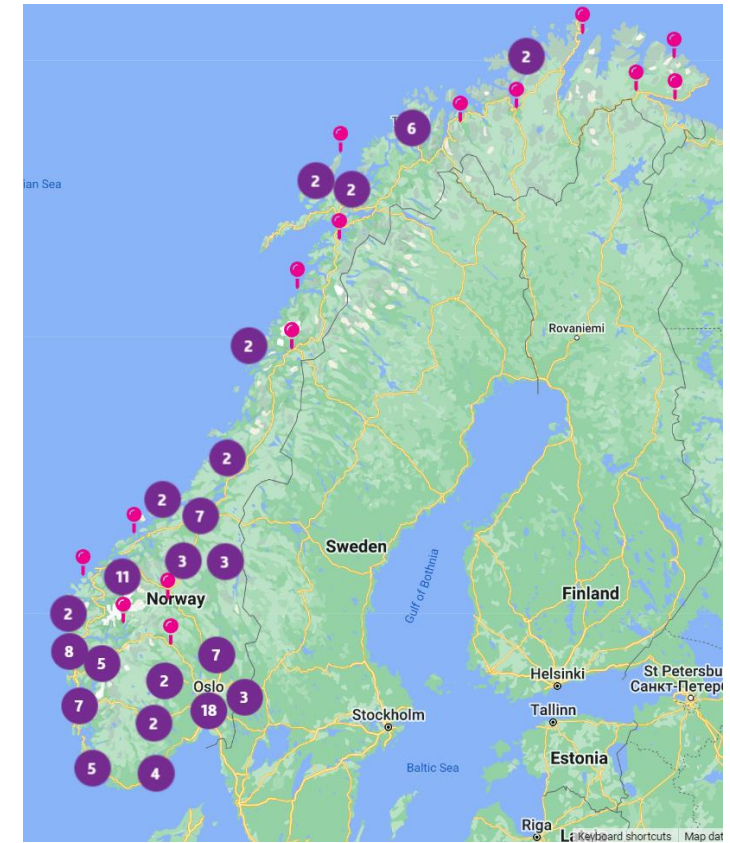 2
6
2
2
ian Sea
Rovaniemi
2
2
2
7
Sweden
3
3
11
Norway
Gulf of Bothnia
Finland
2
8
5
7
2
Oslo
3
18
7
2
5
4
Helsinki
St Petersbu
Санкт-Петер
Tallinn
Stockholm
Estonia
Baltic Sea
Riga
Keyboard shortcuts
Map dat